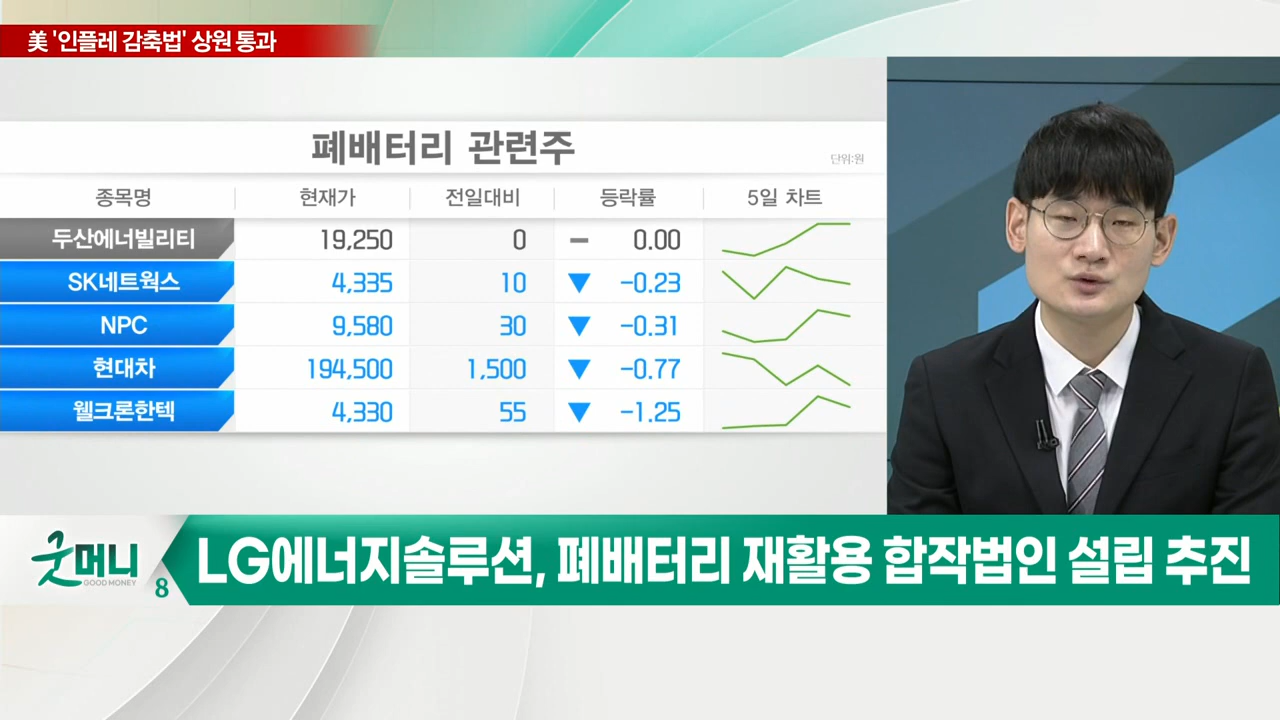 美 '인플레 감축법' 상원 통과
폐배터리 관련주
단위:원
종목명 현재가 전일대비 등락률 5일 차트
두산에너빌리티 19,250 0 − 0.00
SK네트웍스 4,335 10 ▼ -0.23
NPC 9,580 30 ▼ -0.31
현대차 194,500 1,500 ▼ -0.77
웰크론한텍 4,330 55 ▼ -1.25
굿머니
GOOD MONEY
8
LG에너지솔루션, 폐배터리 재활용 합작법인 설립 추진